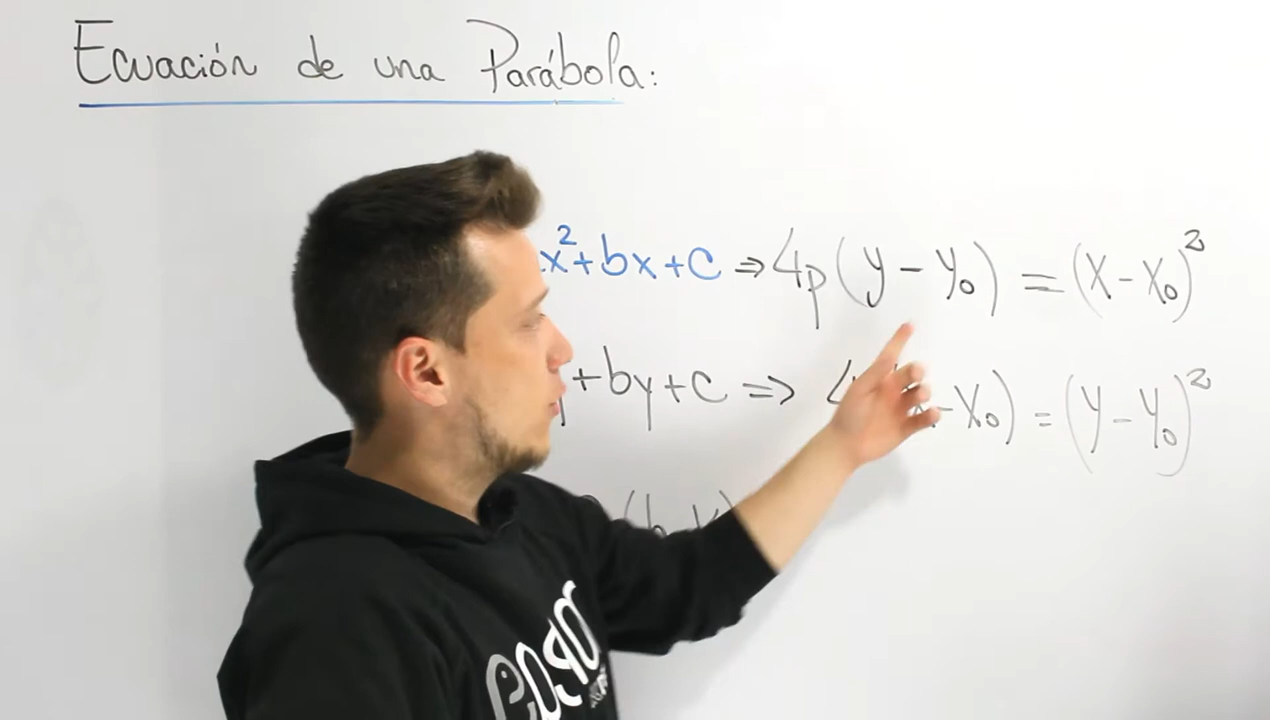 Ecuación de una Parábola:
x²+bx+c ⇒ 4p(y-y₀) = (x-x₀)²
+by+c ⇒ -x₀) = (y-y₀)²